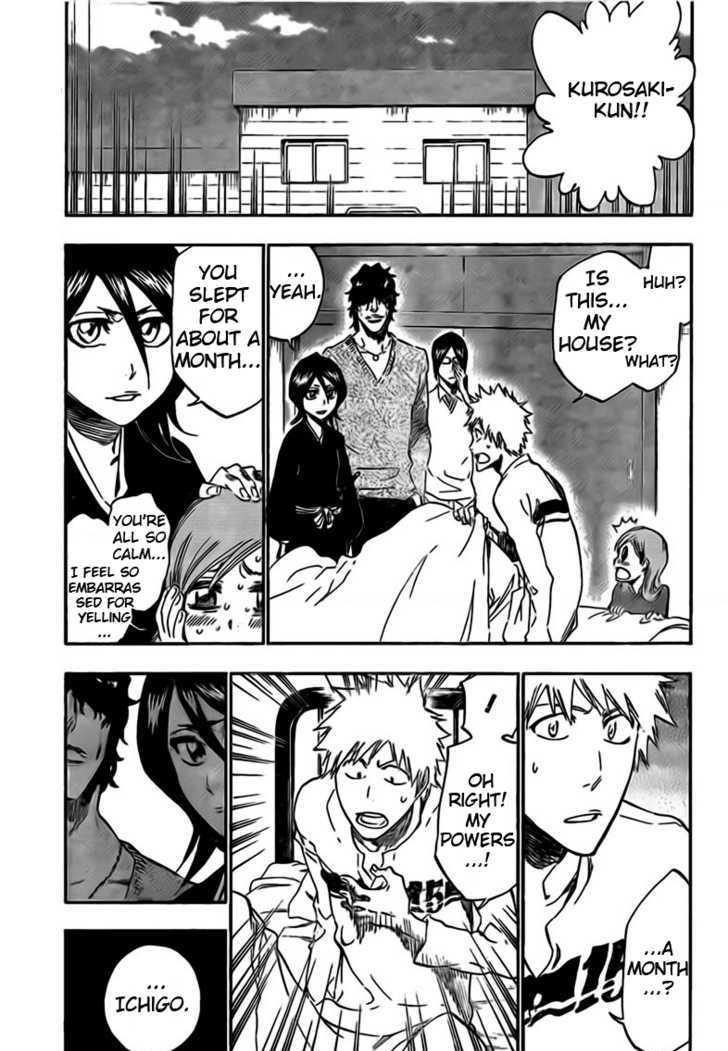 KUROSAKI-
KUN!!
HUH?
IS
THIS...
MY
HOUSE?
WHAT?
...
YEAH.
YOU
SLEPT
FOR
ABOUT A
MONTH...
YOU'RE
ALL SO
CALM...
I FEEL SO
EMBARRAS
SED FOR
YELLING
...
...A
MONTH
...?
15
!
OH
RIGHT!
MY
POWERS
...!
15
...
ICHIGO.